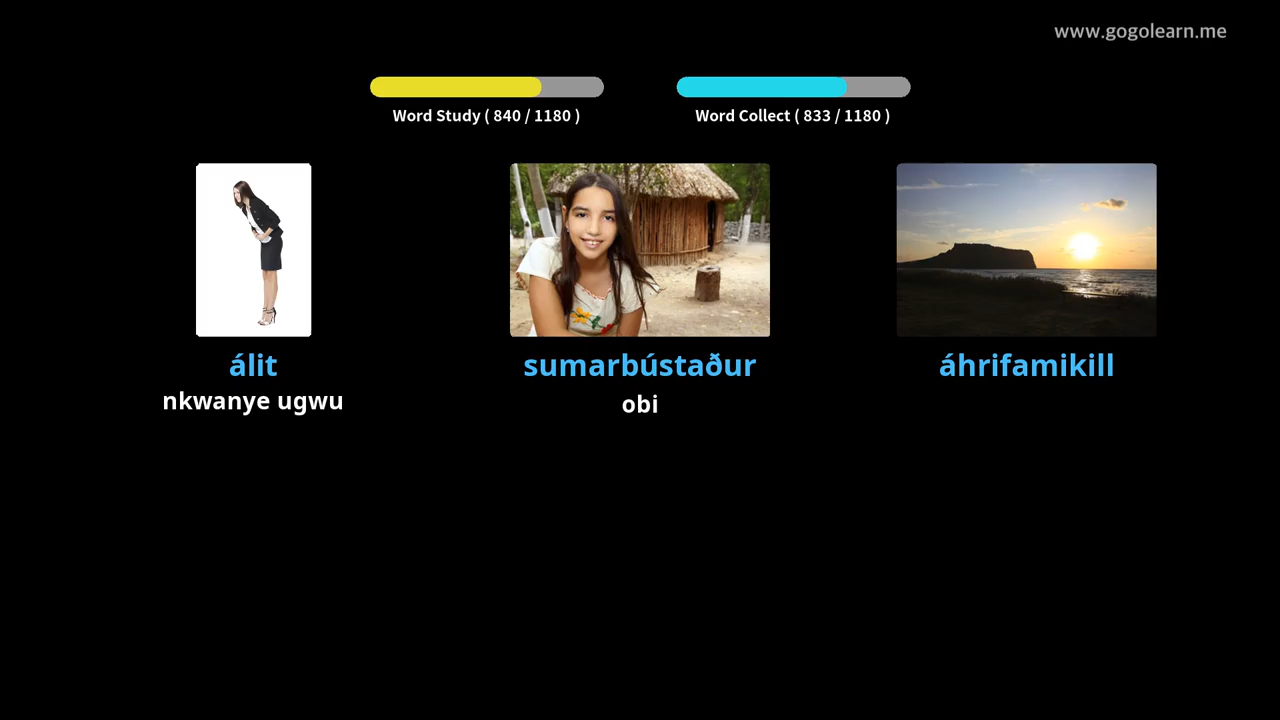 www.gogolearn.me
Word Study ( 840 / 1180 )
Word Collect ( 833 / 1180 )
álit
nkwanye ugwu
sumarbústaður
obi
áhrifamikill